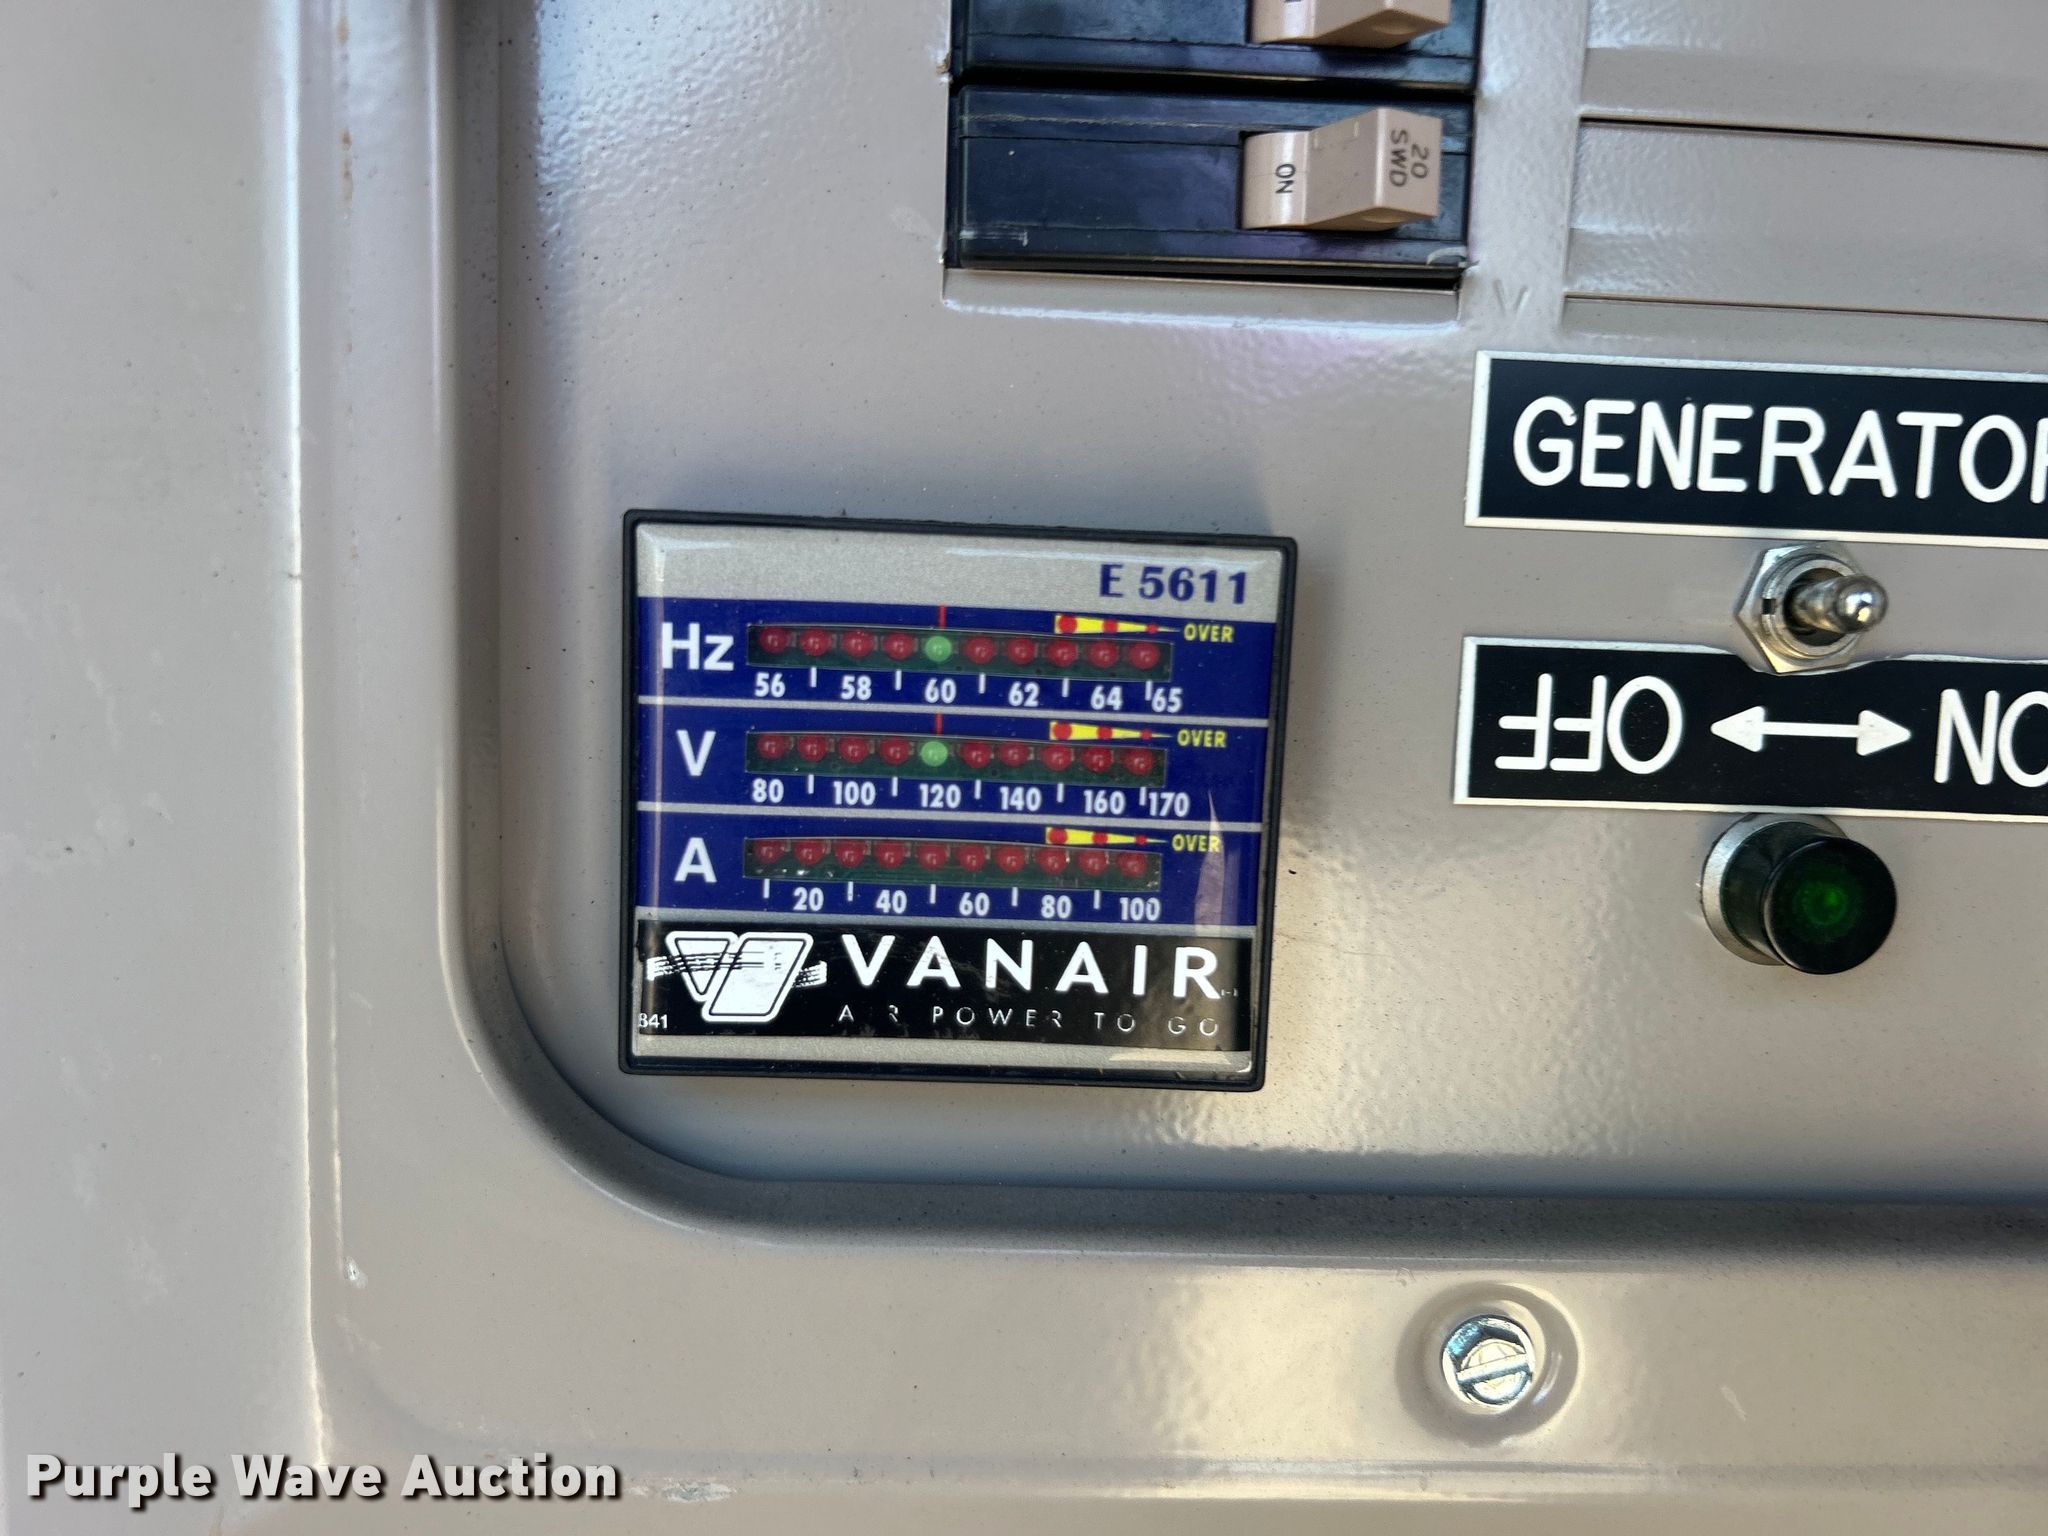 20
SWD
ON
GENERATOR
OFF
ON
E 5611
Hz
OVER
56 58 60 62 64 65
V
OVER
80 100 120 140 160 170
A
OVER
20 40 60 80 100
VANAIR
AIR POWER TO GO
841
Purple Wave Auction